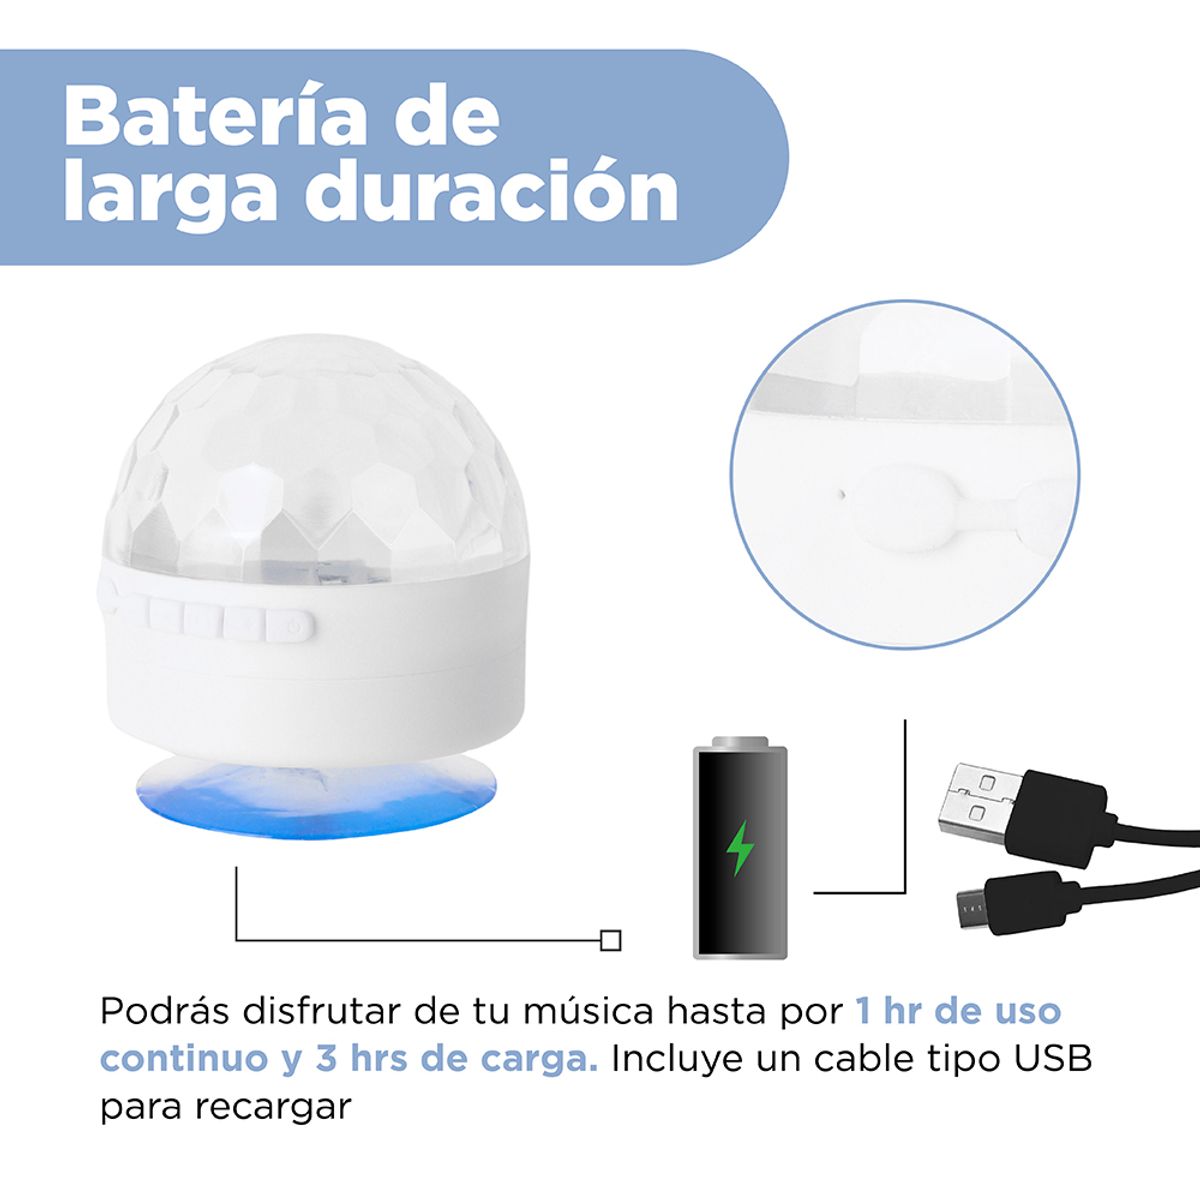 Batería de
larga duración
Podrás disfrutar de tu música hasta por 1 hr de uso
continuo y 3 hrs de carga. Incluye un cable tipo USB
para recargar